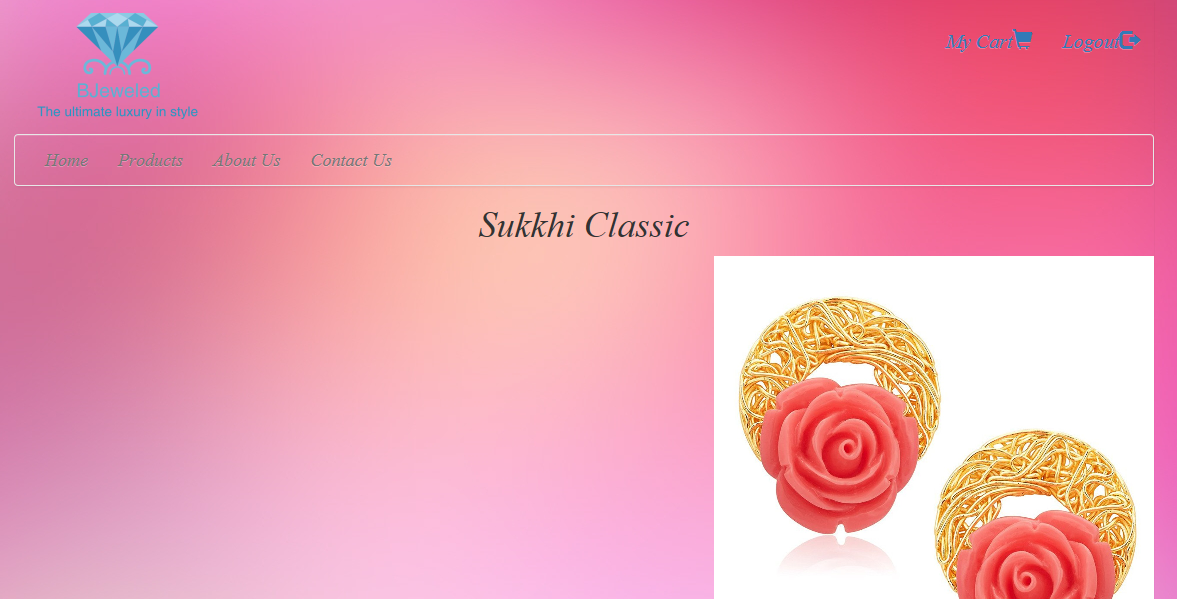 BJeweled
The ultimate luxury in style
My Cart
Logout
Home
Products
About Us
Contact Us
Sukkhi Classic